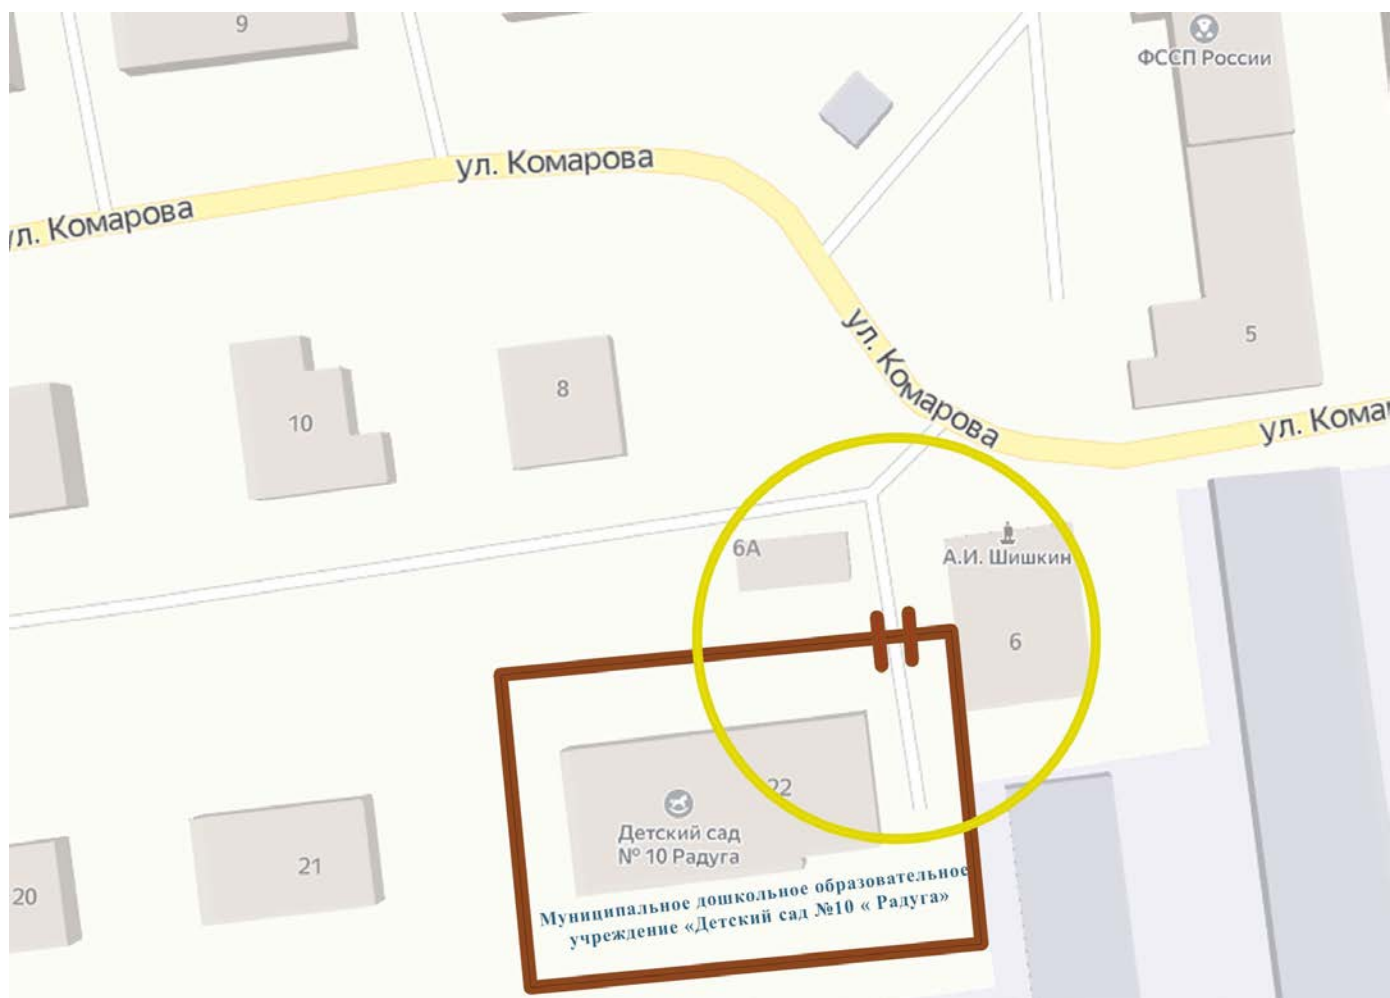 9
ФССП России
ул. Комарова
ул. Комарова
ул. Комарова
5
8
10
ул. Комар
6А
А.И. Шишкин
6
22
Детский сад
№ 10 Радуга
21
20
Муниципальное дошкольное образовательное
учреждение «Детский сад №10 « Радуга»